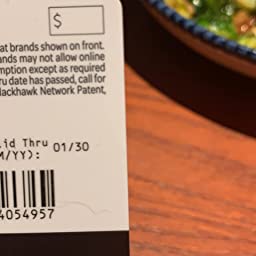 $
at brands shown on front.
ands may not allow online
mption except as required
ru date has passed, call for
lackhawk Network Patent,
lid Thru
M/YY): 01/30
4054957